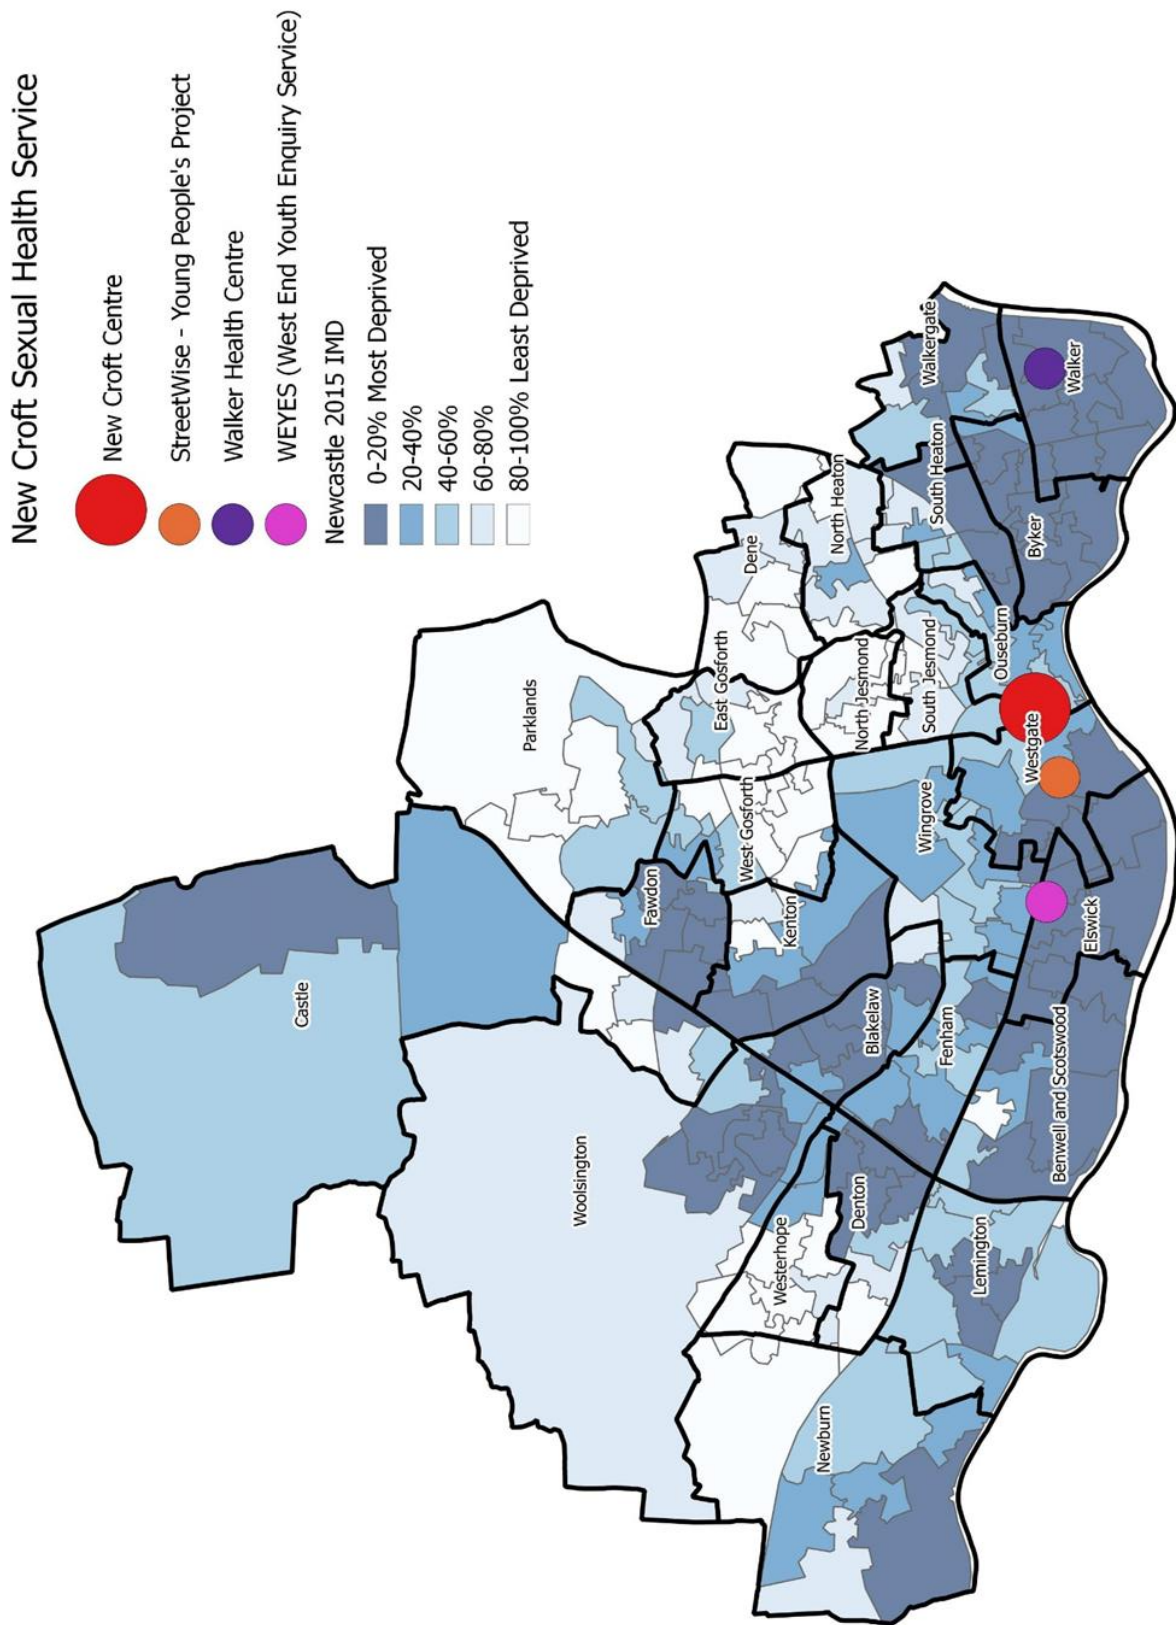 New Croft Sexual Health Service
New Croft Centre
StreetWise - Young People's Project
Walker Health Centre
WEYES (West End Youth Enquiry Service)
Newcastle 2015 IMD
0-20% Most Deprived
20-40%
40-60%
60-80%
80-100% Least Deprived
Castle
Parklands
Woolsington
Fawdon
East Gosforth
Dene
West Gosforth
Kenton
North Heaton
North Jesmond
Westerhope
Newburn
Denton
Blakelaw
Wingrove
South Jesmond
South Heaton
Walkergate
Fenham
Lemington
Ouseburn
Westgate
Byker
Walker
Benwell and Scotswood
Elswick